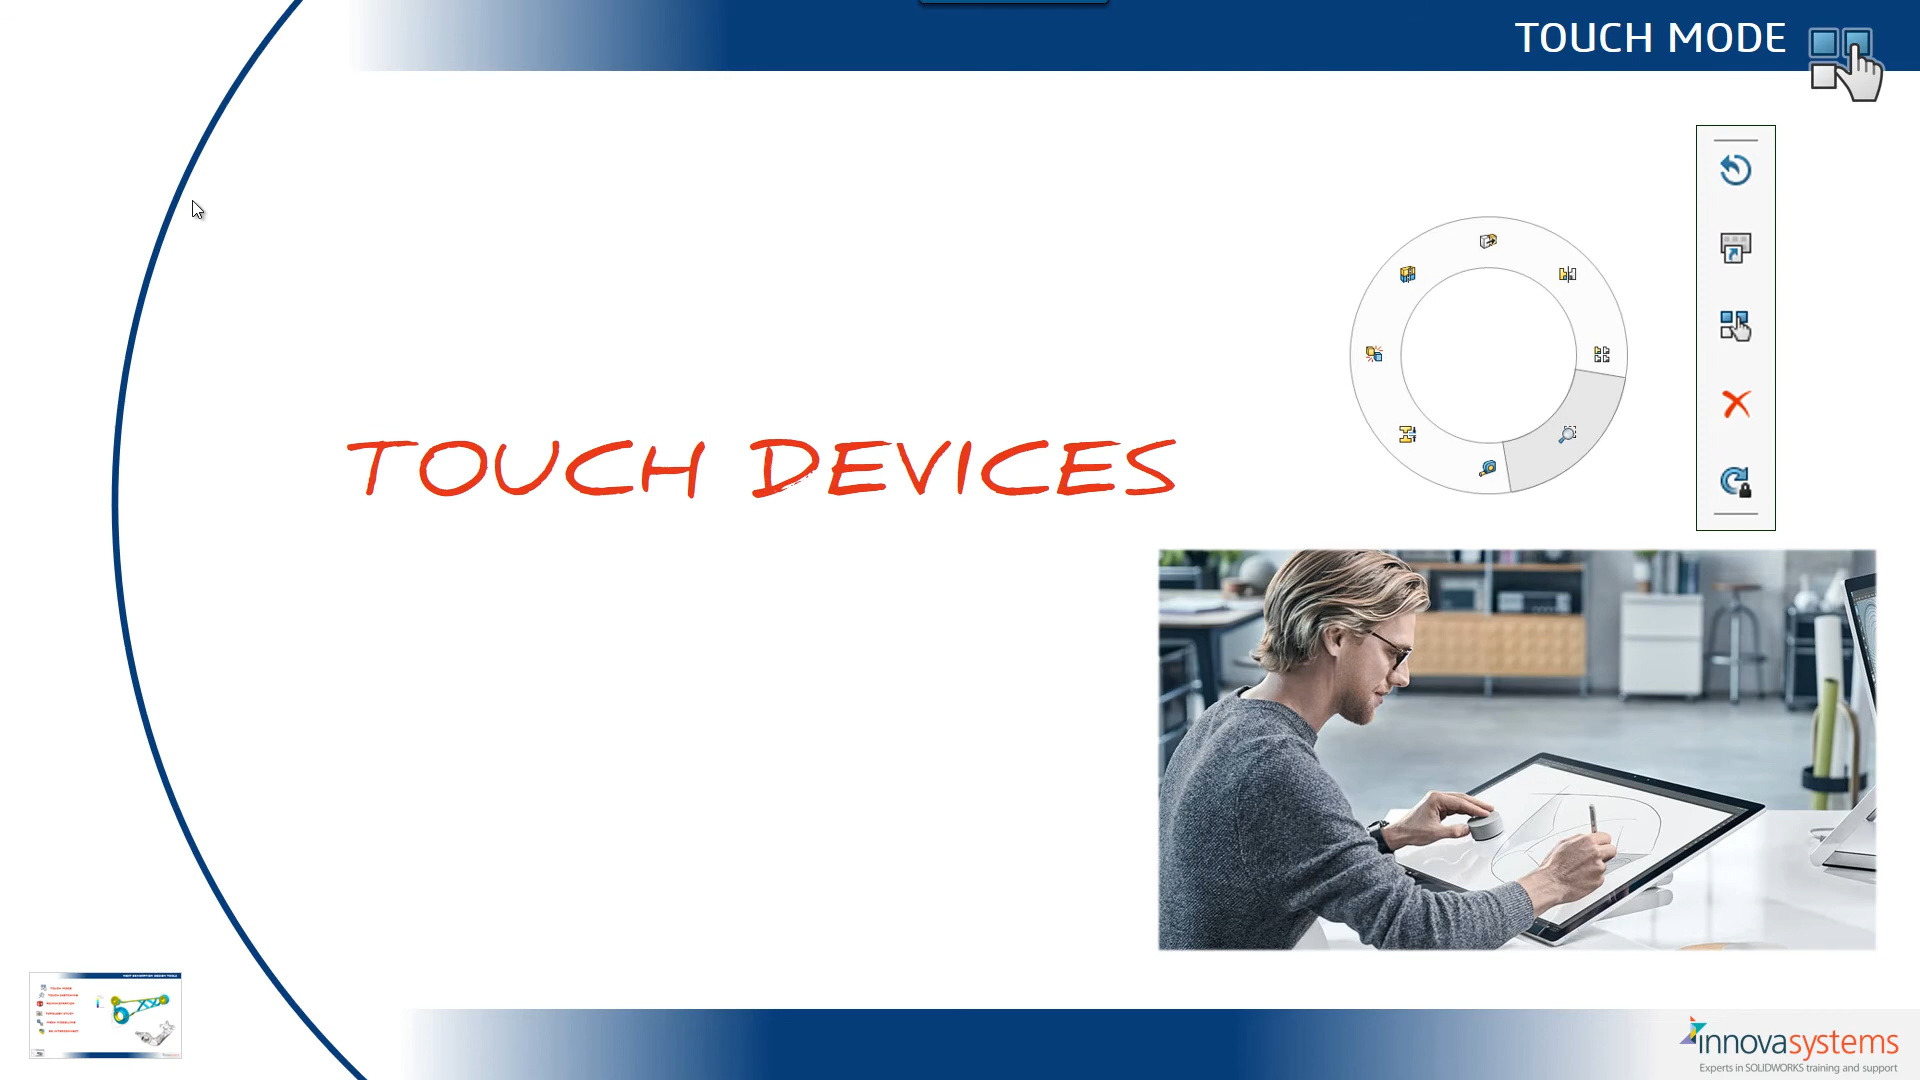 TOUCH MODE
TOUCH DEVICES
innovasystems
Experts in SOLIDWORKS training and support